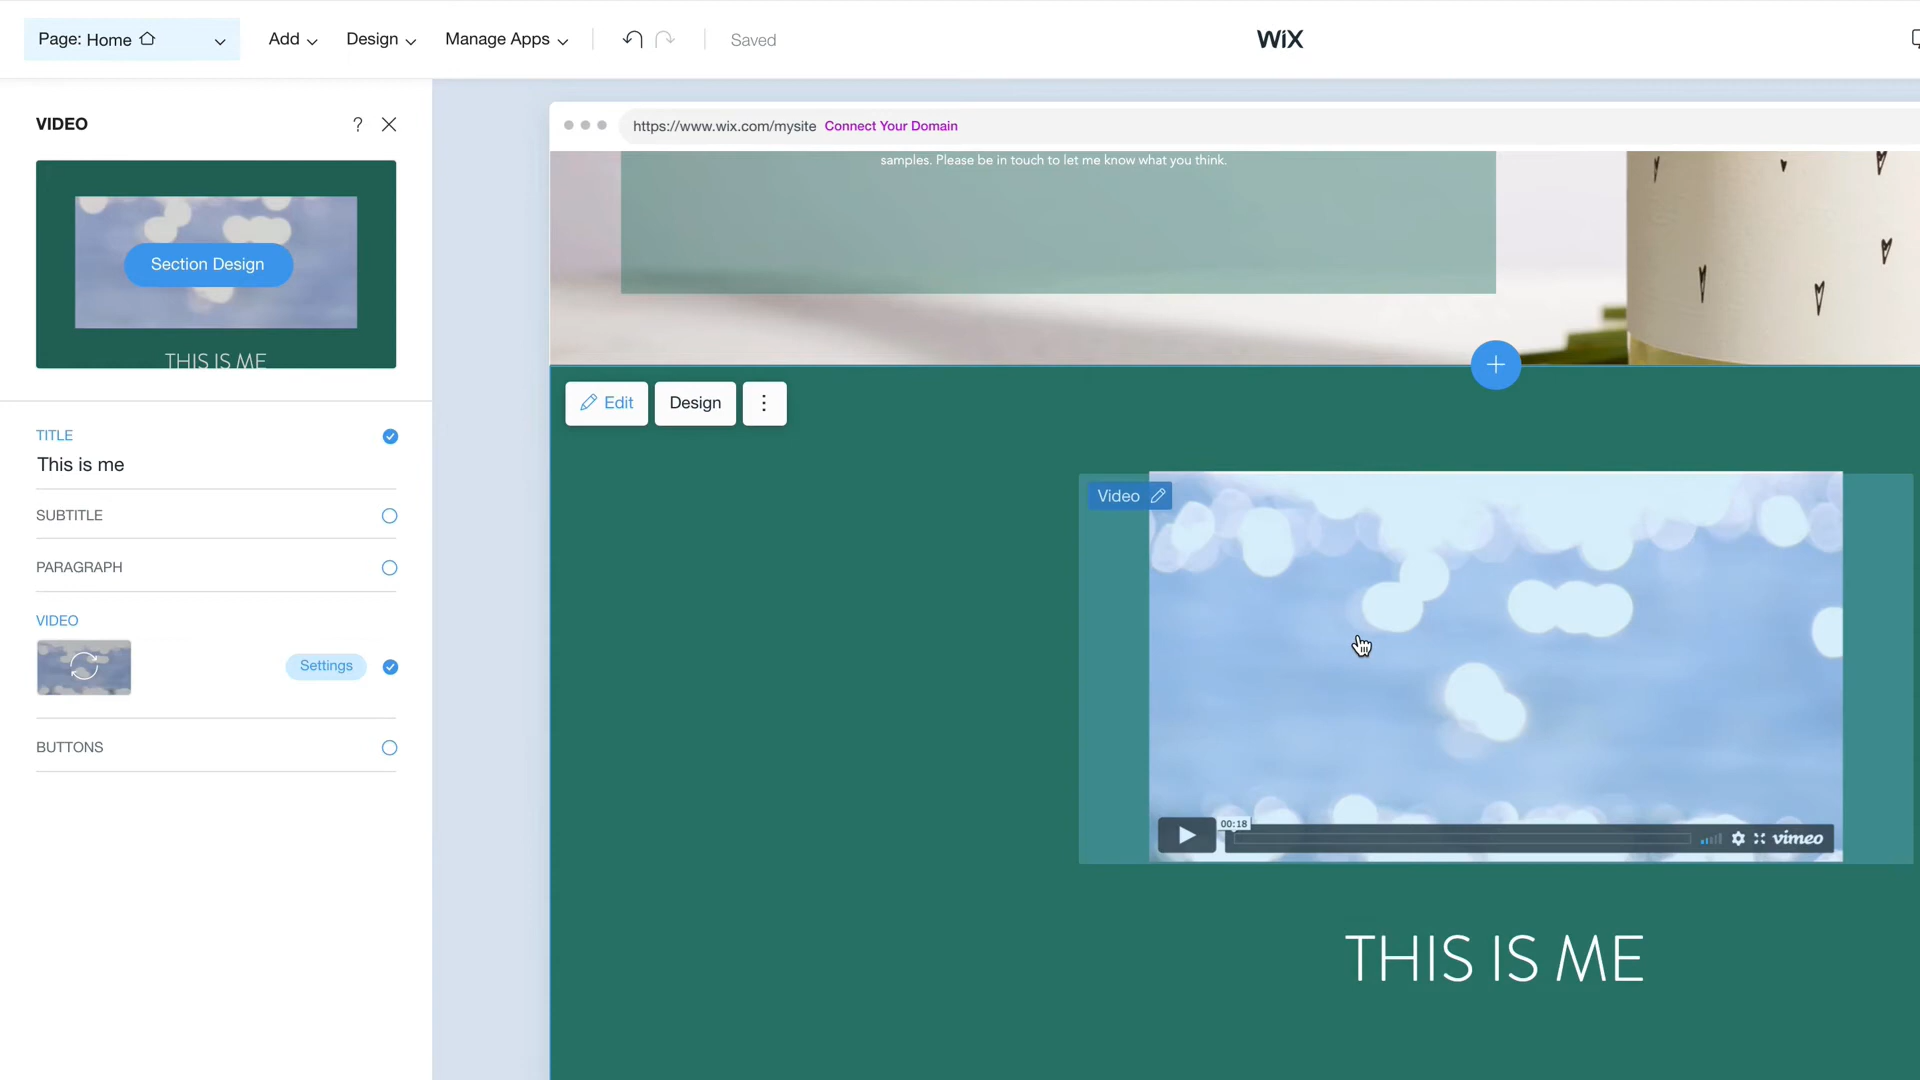 Page: Home
Add
Design
Manage Apps
Saved
WiX
VIDEO
?
Section Design
THIS IS ME
TITLE
This is me
SUBTITLE
PARAGRAPH
VIDEO
Settings
BUTTONS
https://www.wix.com/mysite Connect Your Domain
samples. Please be in touch to let me know what you think.
Edit
Design
Video
00:18
vimeo
THIS IS ME